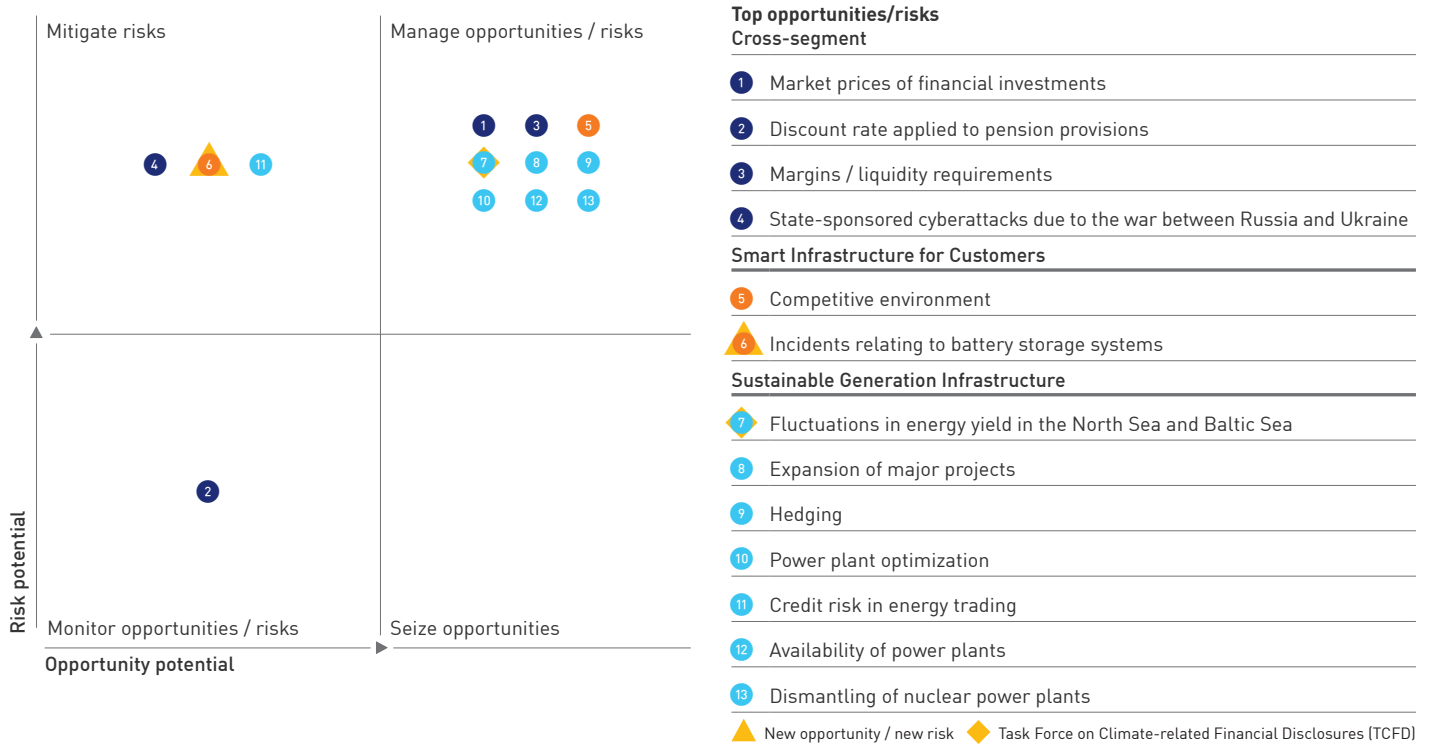 Mitigate risks
Manage opportunities / risks
4
6
11
1
3
5
7
8
9
10
12
13
2
Risk potential
Monitor opportunities / risks
Seize opportunities
Opportunity potential
Top opportunities/risks
Cross-segment
1 Market prices of financial investments
2 Discount rate applied to pension provisions
3 Margins / liquidity requirements
4 State-sponsored cyberattacks due to the war between Russia and Ukraine
Smart Infrastructure for Customers
5 Competitive environment
6 Incidents relating to battery storage systems
Sustainable Generation Infrastructure
7 Fluctuations in energy yield in the North Sea and Baltic Sea
8 Expansion of major projects
9 Hedging
10 Power plant optimization
11 Credit risk in energy trading
12 Availability of power plants
13 Dismantling of nuclear power plants
New opportunity / new risk
Task Force on Climate-related Financial Disclosures (TCFD)